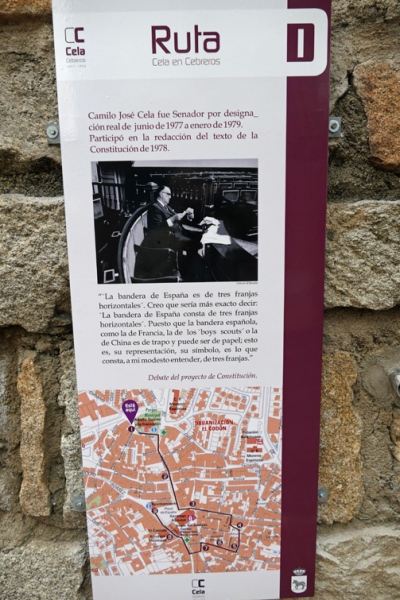 CC
Cela
Cebreros
Ruta
Cela en Cebreros
I
Camilo José Cela fue Senador por designa_
ción real de junio de 1977 a enero de 1979.
Participó en la redacción del texto de la
Constitución de 1978.
"´La bandera de España es de tres franjas
horizontales´. Creo que sería más exacto decir:
´La bandera de España consta de tres franjas
horizontales´. Puesto que la bandera española,
como la de Francia, la de los ´boys scouts´ o la
de China es de trapo y puede ser de papel; esto
es, su representación, su símbolo, es lo que
consta, a mi modesto entender, de tres franjas."
Debate del proyecto de Constitución.
Está
aquí
ORGANIZACIÓN
EL RODÓN
CC
Cela